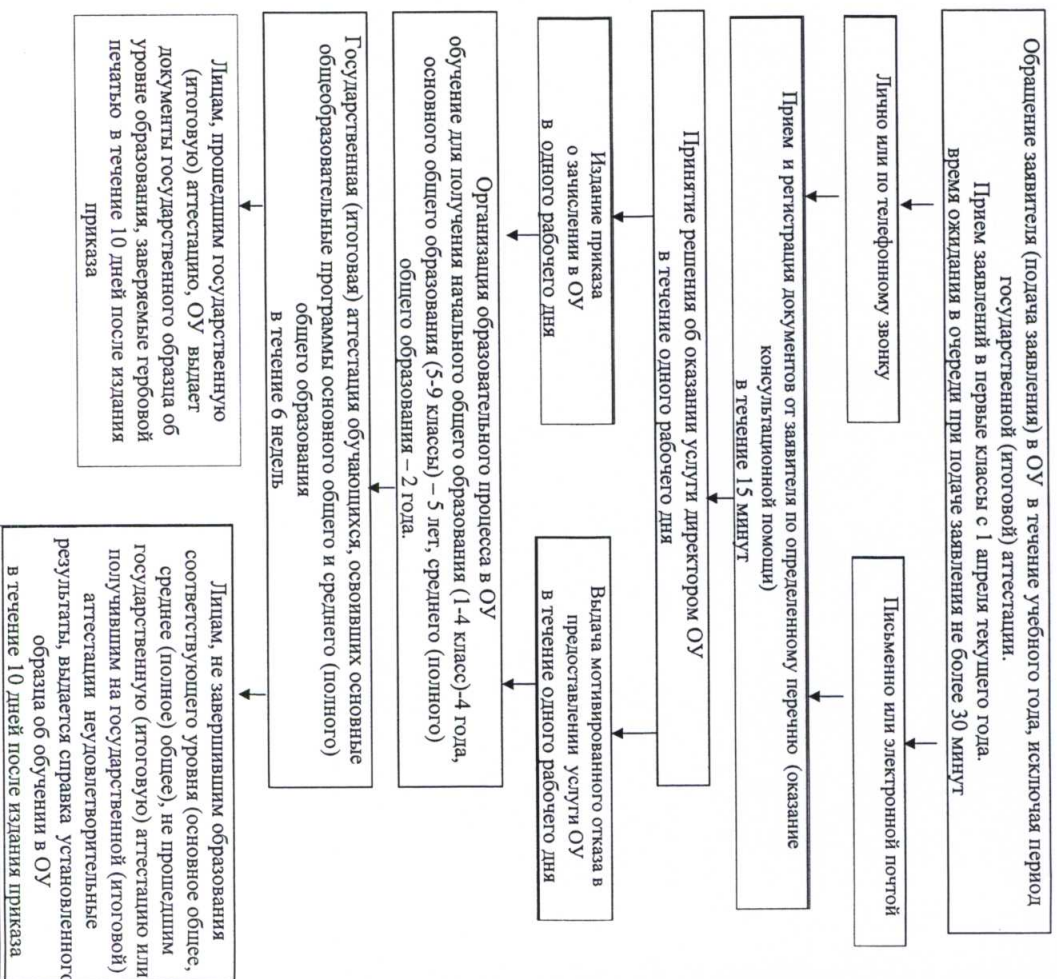 Обращение заявителя (подача заявления) в ОУ в течение учебного года, исключая период
государственной (итоговой) аттестации.
Прием заявлений в первые классы с 1 апреля текущего года.
время ожидания в очереди при подаче заявления не более 30 минут
Лично или по телефонному звонку
Письменно или электронной почтой
Прием и регистрация документов от заявителя по определенному перечню (оказание
консультационной помощи)
в течение 15 минут
Принятие решения об оказании услуги директором ОУ
в течение одного рабочего дня
Издание приказа
о зачислении в ОУ
в одного рабочего дня
Выдача мотивированного отказа в
предоставлении услуги ОУ
в течение одного рабочего дня
Организация образовательного процесса в ОУ
обучение для получения начального общего образования (1-4 класс)-4 года,
основного общего образования (5-9 классы) – 5 лет, среднего (полного)
общего образования – 2 года.
Государственная (итоговая) аттестация обучающихся, освоивших основные
общеобразовательные программы основного общего и среднего (полного)
общего образования
в течение 6 недель
Лицам, прошедшим государственную
(итоговую) аттестацию, ОУ выдает
документы государственного образца об
уровне образования, заверяемые гербовой
печатью в течение 10 дней после издания
приказа
Лицам, не завершившим образования
соответствующего уровня (основное общее,
среднее (полное) общее), не прошедшим
государственную (итоговую) аттестацию или
получившим на государственной (итоговой)
аттестации неудовлетворительные
результаты, выдается справка установленного
образца об обучении в ОУ
в течение 10 дней после издания приказа